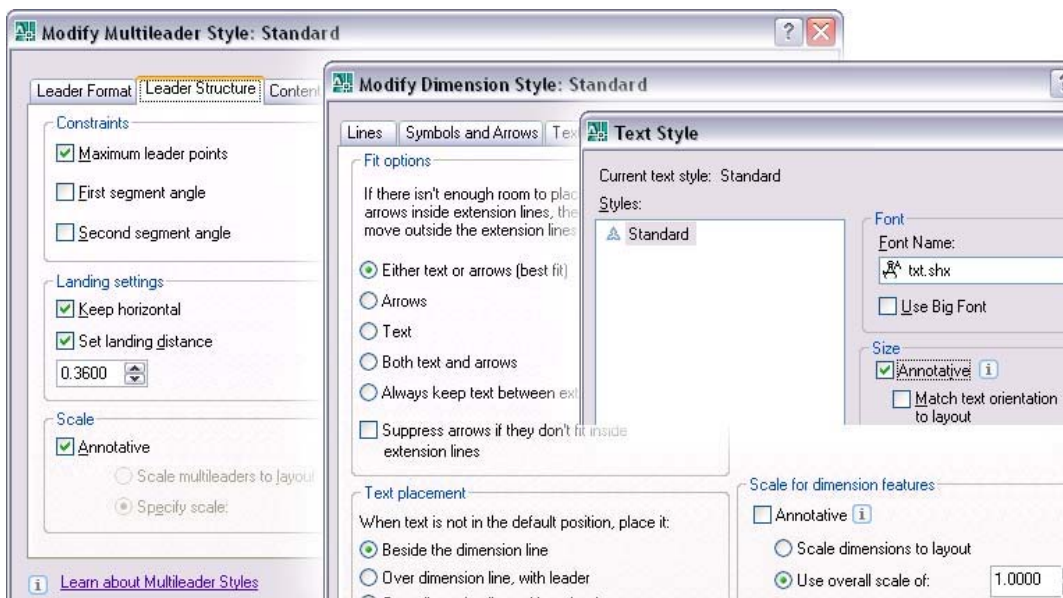 Modify Multileader Style: Standard
Leader Format
Leader Structure
Content
Constraints
Maximum leader points
First segment angle
Second segment angle
Landing settings
Keep horizontal
Set landing distance
0.3600
Scale
Annotative
Scale multileaders to layout
Specify scale:
Learn about Multileader Styles
Modify Dimension Style: Standard
Lines
Symbols and Arrows
Fit options
If there isn't enough room to plac
arrows inside extension lines, the
move outside the extension lines
Either text or arrows (best fit)
Arrows
Text
Both text and arrows
Always keep text between ext
Suppress arrows if they don't fit inside
extension lines
Text placement
When text is not in the default position, place it:
Beside the dimension line
Over dimension line, with leader
Scale for dimension features
Annotative
Scale dimensions to layout
Use overall scale of:
1.0000
Text Style
Current text style: Standard
Styles:
Standard
Font
Font Name:
txt.shx
Use Big Font
Size
Annotative
Match text orientation
to layout